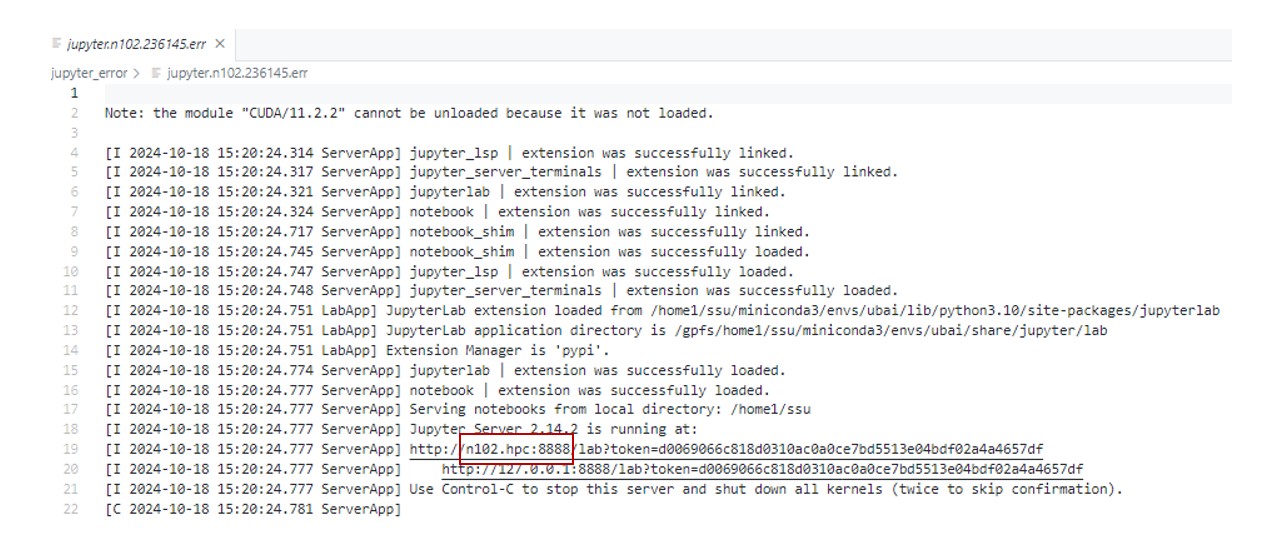 jupyter.n102.236145.err ×
jupyter_error > jupyter.n102.236145.err
1
2 Note: the module "CUDA/11.2.2" cannot be unloaded because it was not loaded.
3
4 [I 2024-10-18 15:20:24.314 ServerApp] jupyter_lsp | extension was successfully linked.
5 [I 2024-10-18 15:20:24.317 ServerApp] jupyter_server_terminals | extension was successfully linked.
6 [I 2024-10-18 15:20:24.321 ServerApp] jupyterlab | extension was successfully linked.
7 [I 2024-10-18 15:20:24.324 ServerApp] notebook | extension was successfully linked.
8 [I 2024-10-18 15:20:24.717 ServerApp] notebook_shim | extension was successfully linked.
9 [I 2024-10-18 15:20:24.745 ServerApp] notebook_shim | extension was successfully loaded.
10 [I 2024-10-18 15:20:24.747 ServerApp] jupyter_lsp | extension was successfully loaded.
11 [I 2024-10-18 15:20:24.748 ServerApp] jupyter_server_terminals | extension was successfully loaded.
12 [I 2024-10-18 15:20:24.751 LabApp] JupyterLab extension loaded from /home1/ssu/miniconda3/envs/ubai/lib/python3.10/site-packages/jupyterlab
13 [I 2024-10-18 15:20:24.751 LabApp] JupyterLab application directory is /gpfs/home1/ssu/miniconda3/envs/ubai/share/jupyter/lab
14 [I 2024-10-18 15:20:24.751 LabApp] Extension Manager is 'pypi'.
15 [I 2024-10-18 15:20:24.774 ServerApp] jupyterlab | extension was successfully loaded.
16 [I 2024-10-18 15:20:24.777 ServerApp] notebook | extension was successfully loaded.
17 [I 2024-10-18 15:20:24.777 ServerApp] Serving notebooks from local directory: /home1/ssu
18 [I 2024-10-18 15:20:24.777 ServerApp] Jupyter Server 2.14.2 is running at:
19 [I 2024-10-18 15:20:24.777 ServerApp] http://n102.hpc:8888/lab?token=d0069066c818d0310ac0a0ce7bd5513e04bdf02a4a4657df
20 [I 2024-10-18 15:20:24.777 ServerApp]     http://127.0.0.1:8888/lab?token=d0069066c818d0310ac0a0ce7bd5513e04bdf02a4a4657df
21 [I 2024-10-18 15:20:24.777 ServerApp] Use Control-C to stop this server and shut down all kernels (twice to skip confirmation).
22 [C 2024-10-18 15:20:24.781 ServerApp]